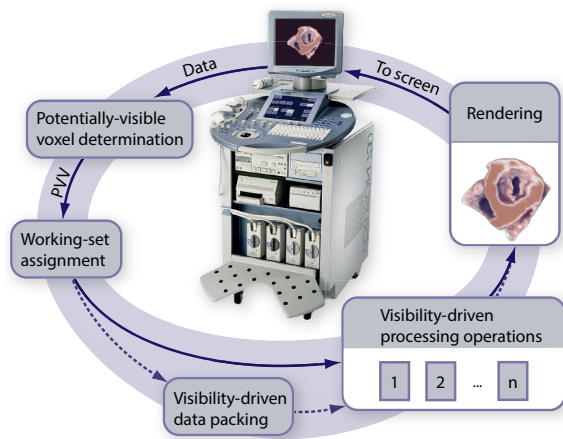 Data
To screen
Potentially-visible
voxel determination
Rendering
PVV
Working-set
assignment
Visibility-driven
processing operations
1 2 ... n
Visibility-driven
data packing